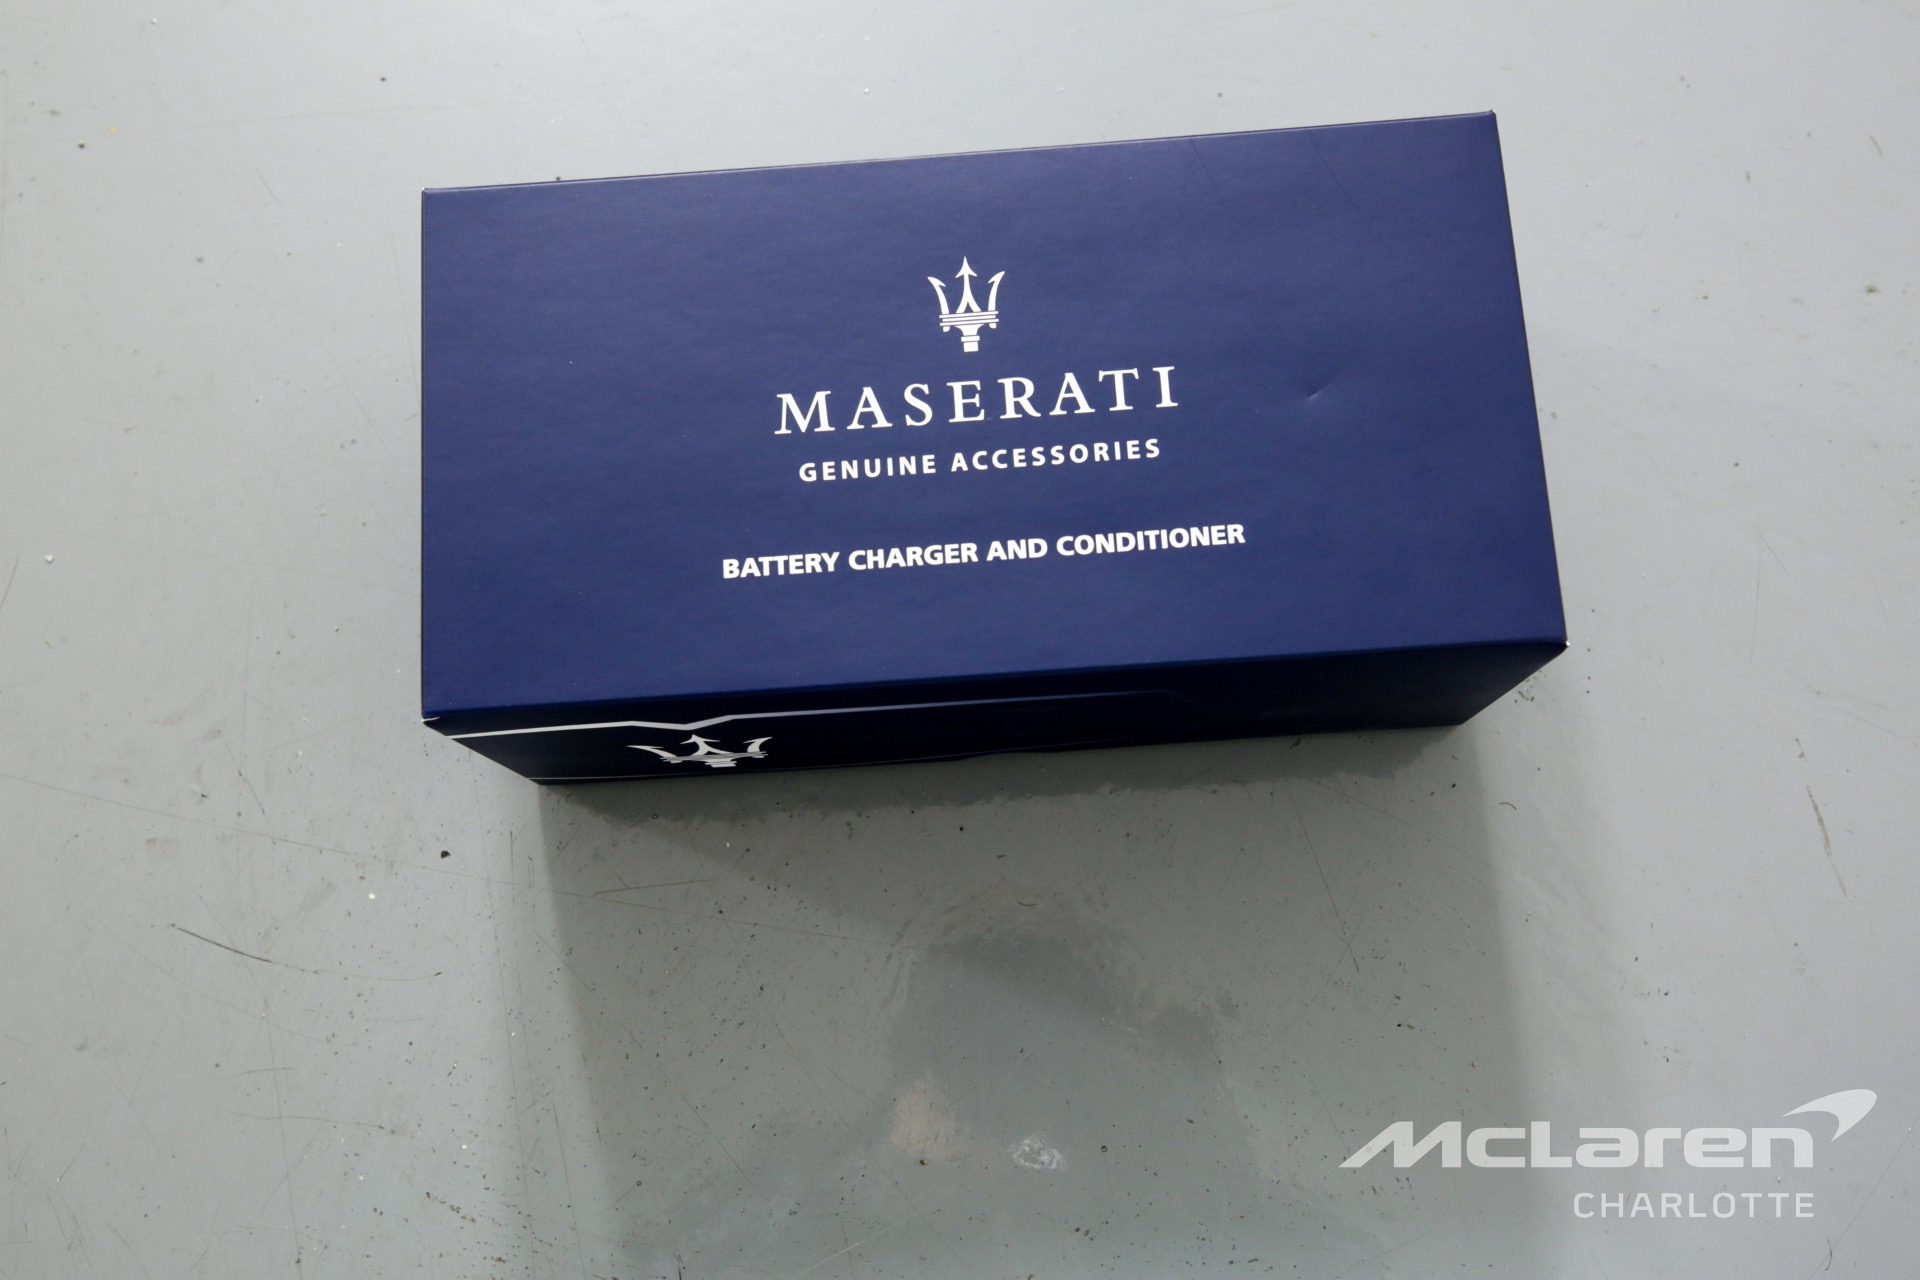 MASERATI
GENUINE ACCESSORIES
BATTERY CHARGER AND CONDITIONER
McLaren
CHARLOTTE